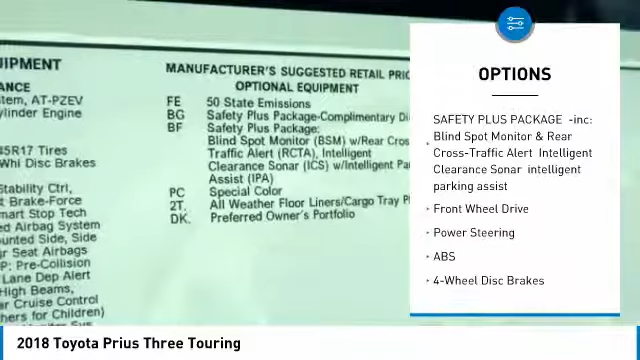 UIPMENT
ANCE
stem, AT-PZEV
ylinder Engine
45R17 Tires
Whl Disc Brakes
Stability Ctrl,
t Brake-Force
mart Stop Tech
ed Airbag System
ounted Side, Side
r Seat Airbags
P: Pre-Collision
Lane Dep Alert
High Beams,
ar Cruise Control
hers for Children)
MANUFACTURER'S SUGGESTED RETAIL PRIC
OPTIONAL EQUIPMENT
FE 50 State Emissions
BG Safety Plus Package-Complimentary Di
BF Safety Plus Package:
Blind Spot Monitor (BSM) w/Rear Cros
Traffic Alert (RCTA), Intelligent
Clearance Sonar (ICS) w/Intelligent Pa
Assist (IPA)
PC Special Color
2T. All Weather Floor Liners/Cargo Tray P
DK. Preferred Owner's Portfolio
OPTIONS
SAFETY PLUS PACKAGE -inc:
Blind Spot Monitor & Rear
Cross-Traffic Alert Intelligent
Clearance Sonar intelligent
parking assist
Front Wheel Drive
Power Steering
ABS
4-Wheel Disc Brakes
2018 Toyota Prius Three Touring